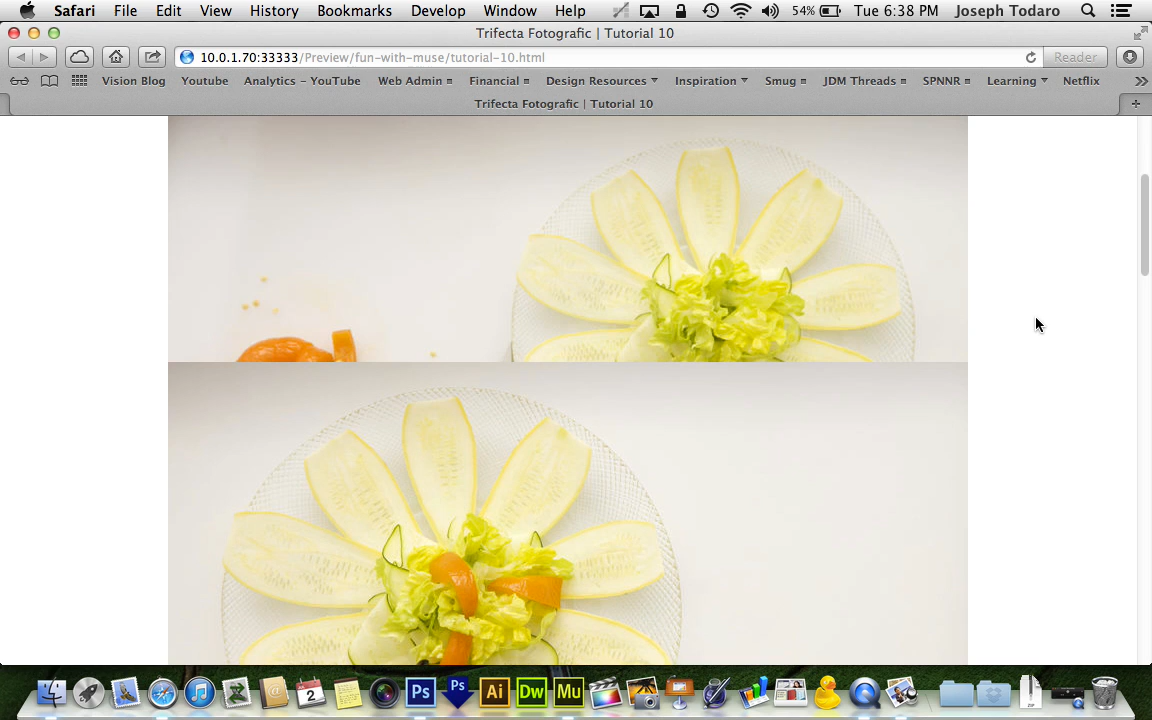 Safari File Edit View History Bookmarks Develop Window Help 54% Tue 6:38 PM Joseph Todaro
Trifecta Fotografic | Tutorial 10
10.0.1.70:33333/Preview/fun-with-muse/tutorial-10.html Reader
Vision Blog Youtube Analytics - YouTube Web Admin Financial Design Resources Inspiration Smug JDM Threads SPNNR Learning Netflix
Trifecta Fotografic | Tutorial 10
2 Ps Ps Ai Dw Mu ZIP